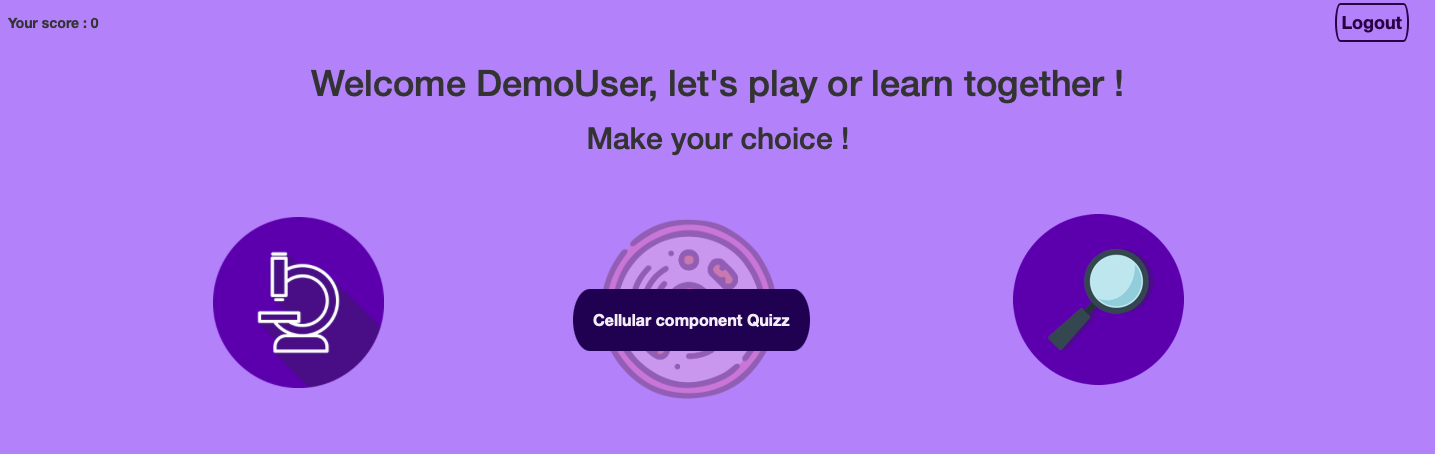 Your score : 0
Logout
Welcome DemoUser, let's play or learn together !
Make your choice !
Cellular component Quizz